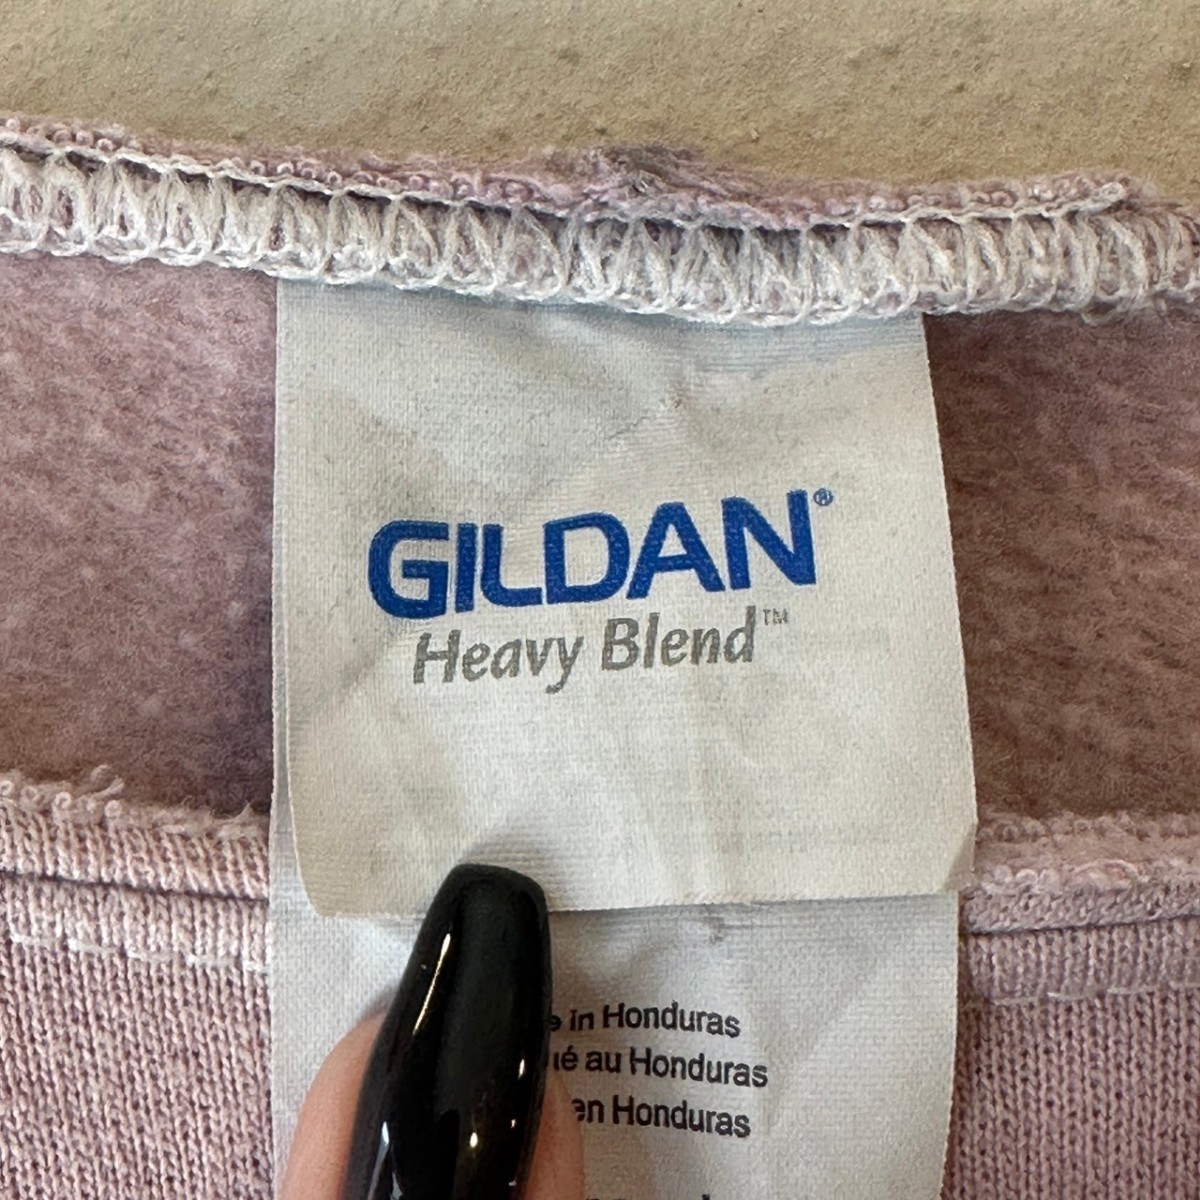 GILDAN®
Heavy Blend™
in Honduras
au Honduras
en Honduras